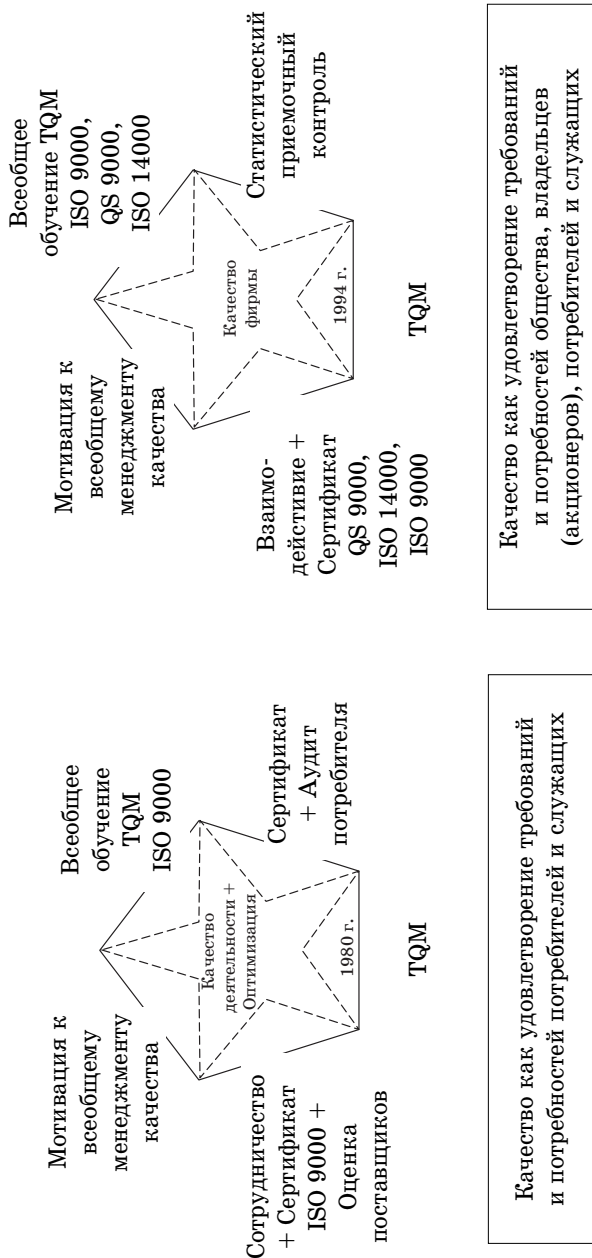 Мотивация к
всеобщему
менеджменту
качества
Всеобщее
обучение
TQM
ISO 9000
Качество
деятельности +
Оптимизация
1980 г.
Сотрудничество
+ Сертификат
ISO 9000 +
Оценка
поставщиков
Сертификат
+ Аудит
потребителя
TQM
Качество как удовлетворение требований
и потребностей потребителей и служащих
Мотивация к
всеобщему
менеджменту
качества
Всеобщее
обучение TQM
ISO 9000,
QS 9000,
ISO 14000
Качество
фирмы
1994 г.
Взаимо-
дейстивие +
Сертификат
QS 9000,
ISO 14000,
ISO 9000
Статистический
приемочный
контроль
TQM
Качество как удовлетворение требований
и потребностей общества, владельцев
(акционеров), потребителей и служащих